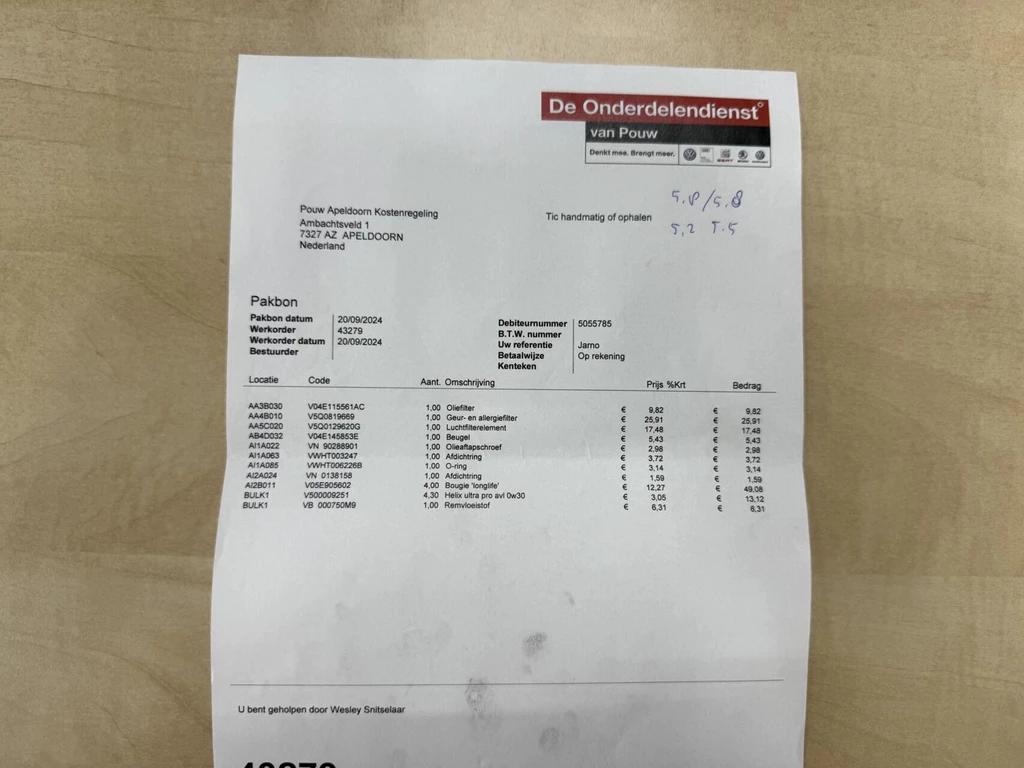 De Onderdelendienst
van Pouw
Denkt mee. Brengt meer.
5.8/5.8
5,2 5.5
Pouw Apeldoorn Kostenregeling
Ambachtsveld 1
7327 AZ APELDOORN
Nederland
Tic handmatig of ophalen
Pakbon
Pakbon datum 20/09/2024
Werkorder 43279
Werkorder datum 20/09/2024
Bestuurder
Debiteurnummer 5055785
B.T.W. nummer
Uw referentie Jarno
Betaalwijze Op rekening
Kenteken
Locatie Code Aant. Omschrijving Prijs %Krt Bedrag
AA3B030 V04E115561AC 1,00 Oliefilter € 9,82 € 9,82
AA4B010 V5Q0819669 1,00 Geur- en allergiefilter € 25,91 € 25,91
AA5C020 V5Q0129620G 1,00 Luchtfilterelement € 17,48 € 17,48
AB4D032 V04E145853E 1,00 Beugel € 5,43 € 5,43
AI1A022 VN 90288901 1,00 Olieaftapschroef € 2,98 € 2,98
AI1A063 VWHT003247 1,00 Afdichtring € 3,72 € 3,72
AI1A085 VWHT006226B 1,00 O-ring € 3,14 € 3,14
AI2A024 VN 0138158 1,00 Afdichtring € 1,59 € 1,59
AI2B011 V05E905602 4,00 Bougie 'longlife' € 12,27 € 49,08
BULK1 V500009251 4,30 Helix ultra pro avl 0w30 € 3,05 € 13,12
BULK1 VB 000750M9 1,00 Remvloeistof € 6,31 € 6,31
U bent geholpen door Wesley Snitselaar